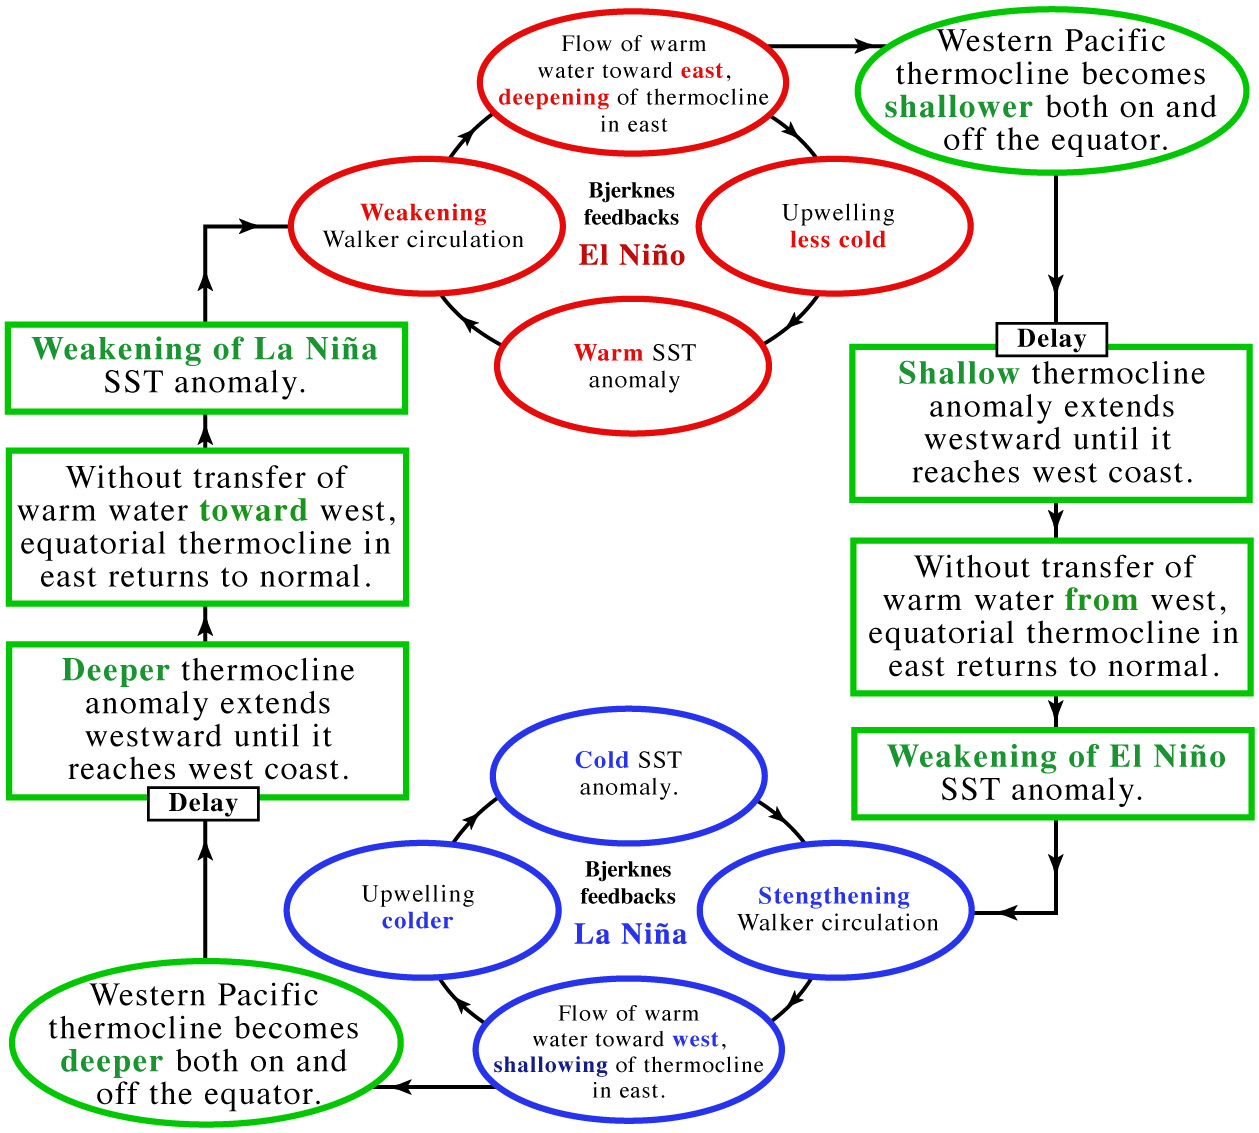 Flow of warm
water toward east,
deepening of thermocline
in east
Western Pacific
thermocline becomes
shallower both on and
off the equator.
Weakening
Walker circulation
Bjerknes
feedbacks
El Niño
Upwelling
less cold
Warm SST
anomaly
Delay
Shallow thermocline
anomaly extends
westward until it
reaches west coast.
Without transfer of
warm water from west,
equatorial thermocline in
east returns to normal.
Weakening of El Niño
SST anomaly.
Cold SST
anomaly.
Stengthening
Walker circulation
Bjerknes
feedbacks
La Niña
Upwelling
colder
Flow of warm
water toward west,
shallowing of thermocline
in east.
Western Pacific
thermocline becomes
deeper both on and
off the equator.
Delay
Deeper thermocline
anomaly extends
westward until it
reaches west coast.
Without transfer of
warm water toward west,
equatorial thermocline in
east returns to normal.
Weakening of La Niña
SST anomaly.